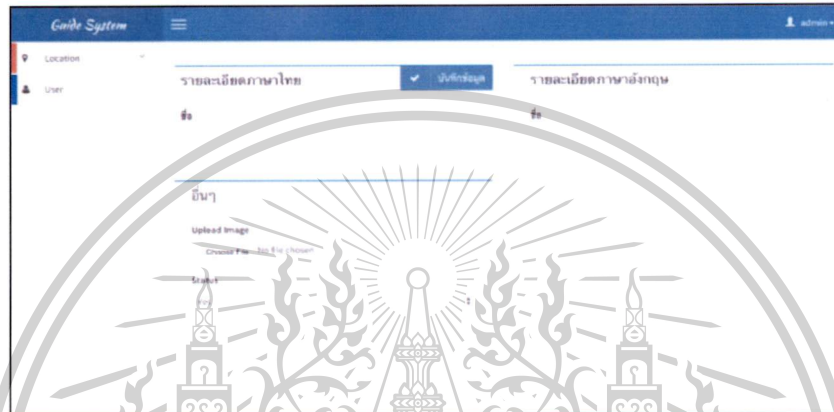 Guide System
admin
Location
User
รายละเอียดภาษาไทย
บันทึกข้อมูล
รายละเอียดภาษาอังกฤษ
ชื่อ
ชื่อ
อื่นๆ
Upload Image
Choose File No file chosen
Status